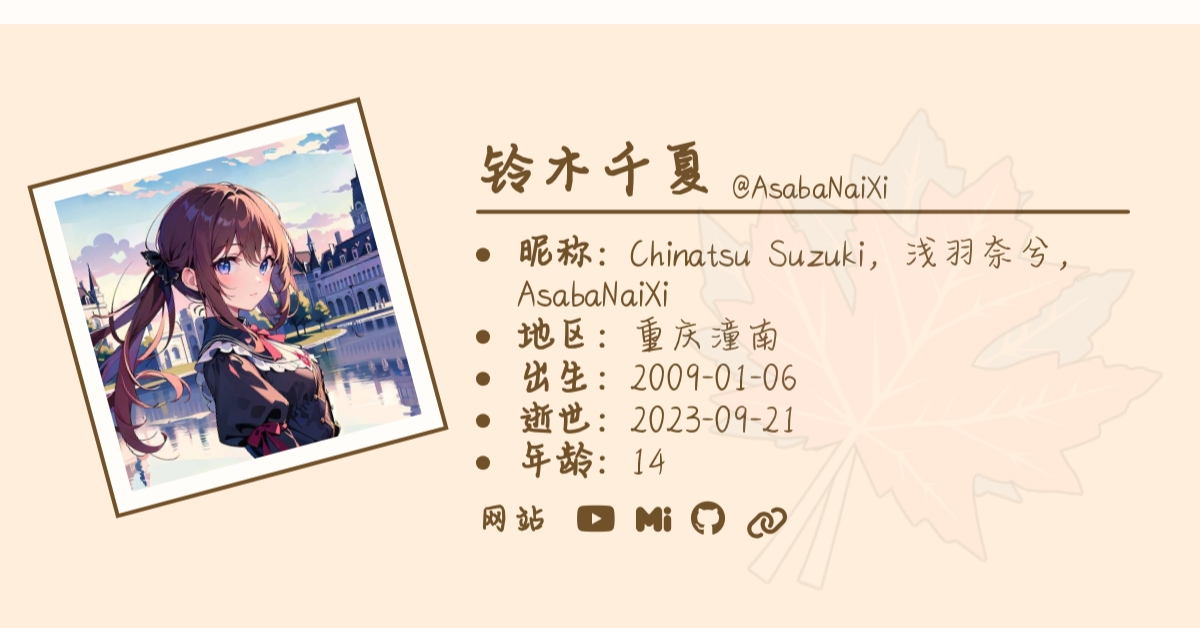 铃木千夏 @AsabaNaiXi
昵称：Chinatsu Suzuki，浅羽奈兮，
AsabaNaiXi
地区：重庆潼南
出生：2009-01-06
逝世：2023-09-21
年龄：14
网站 Mi